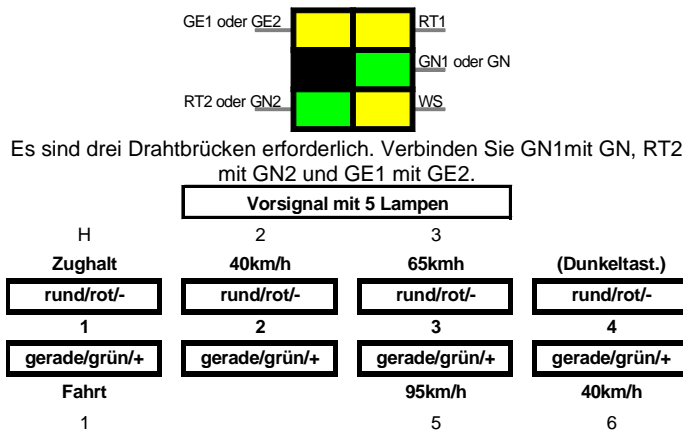 GE1 oder GE2 RT1
GN1 oder GN
RT2 oder GN2 WS
Es sind drei Drahtbrücken erforderlich. Verbinden Sie GN1mit GN, RT2
mit GN2 und GE1 mit GE2.
Vorsignal mit 5 Lampen
H 2 3
Zughalt 40km/h 65kmh (Dunkeltast.)
rund/rot/- rund/rot/- rund/rot/- rund/rot/-
1 2 3 4
gerade/grün/+ gerade/grün/+ gerade/grün/+ gerade/grün/+
Fahrt 95km/h 40km/h
1 5 6